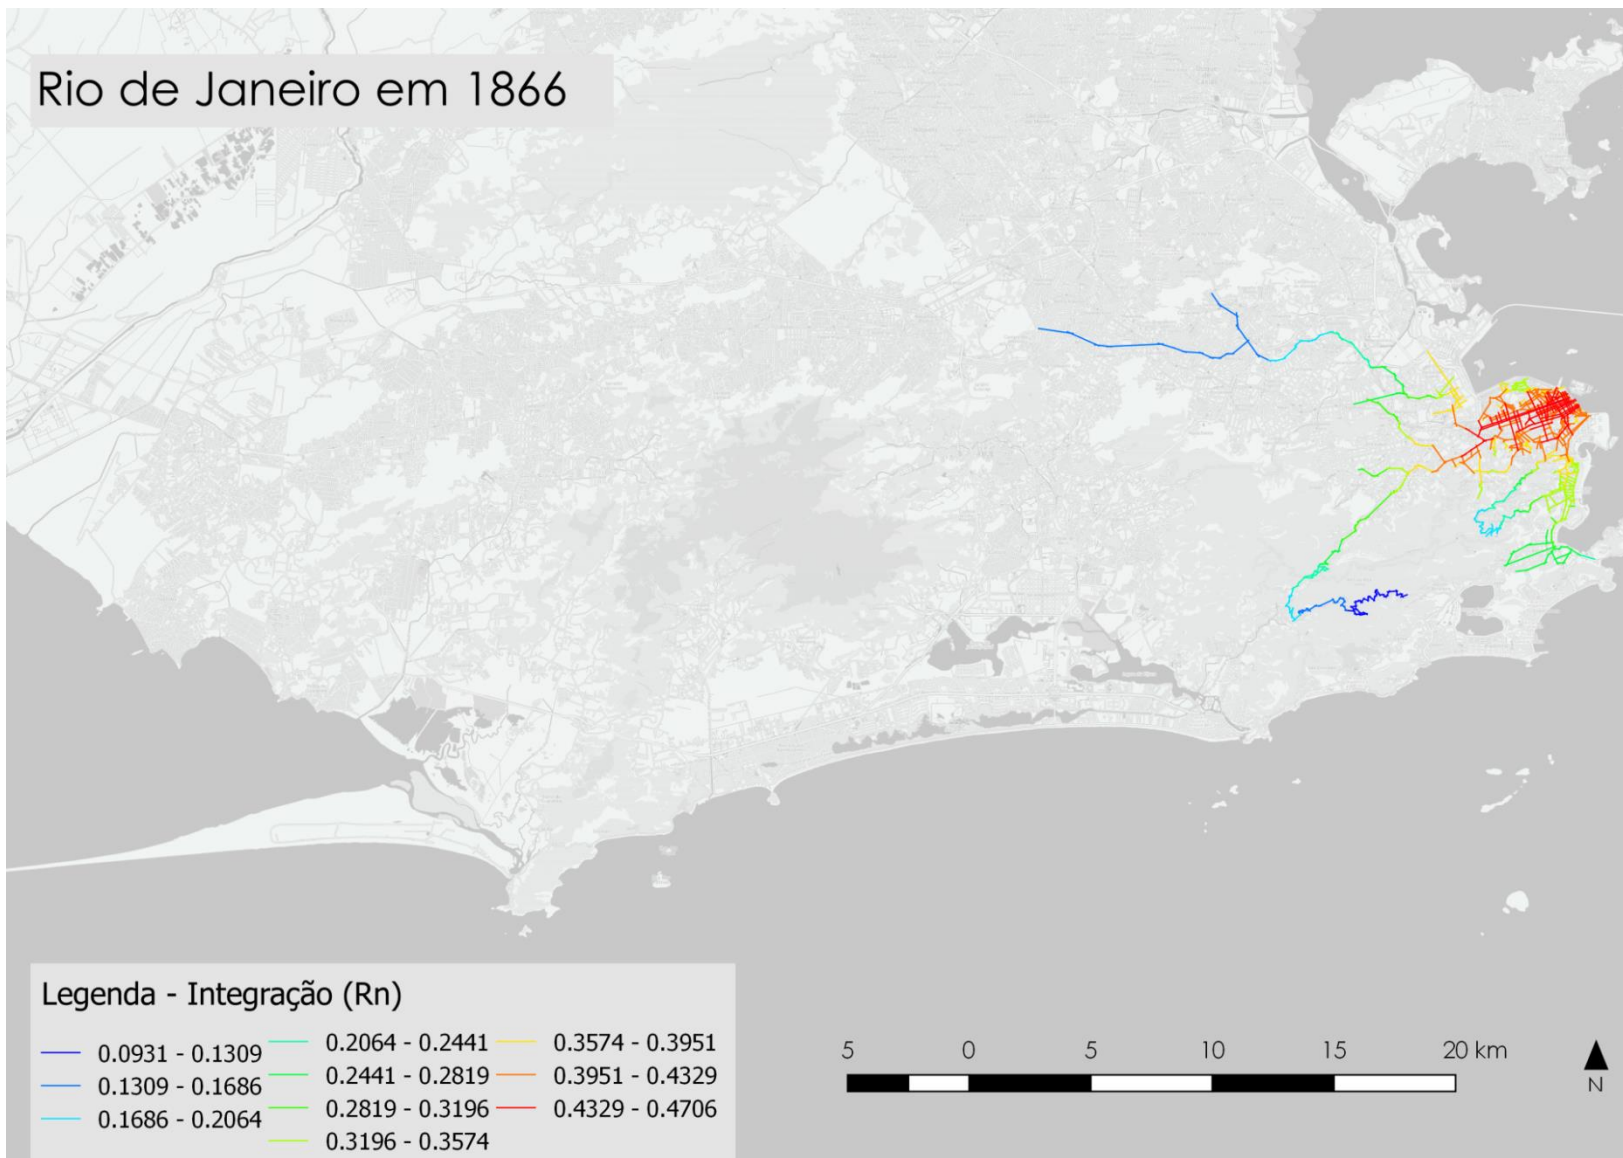 Rio de Janeiro em 1866
Legenda - Integração (Rn)
0.0931 - 0.1309
0.1309 - 0.1686
0.1686 - 0.2064
0.2064 - 0.2441
0.2441 - 0.2819
0.2819 - 0.3196
0.3196 - 0.3574
0.3574 - 0.3951
0.3951 - 0.4329
0.4329 - 0.4706
5 0 5 10 15 20 km
N